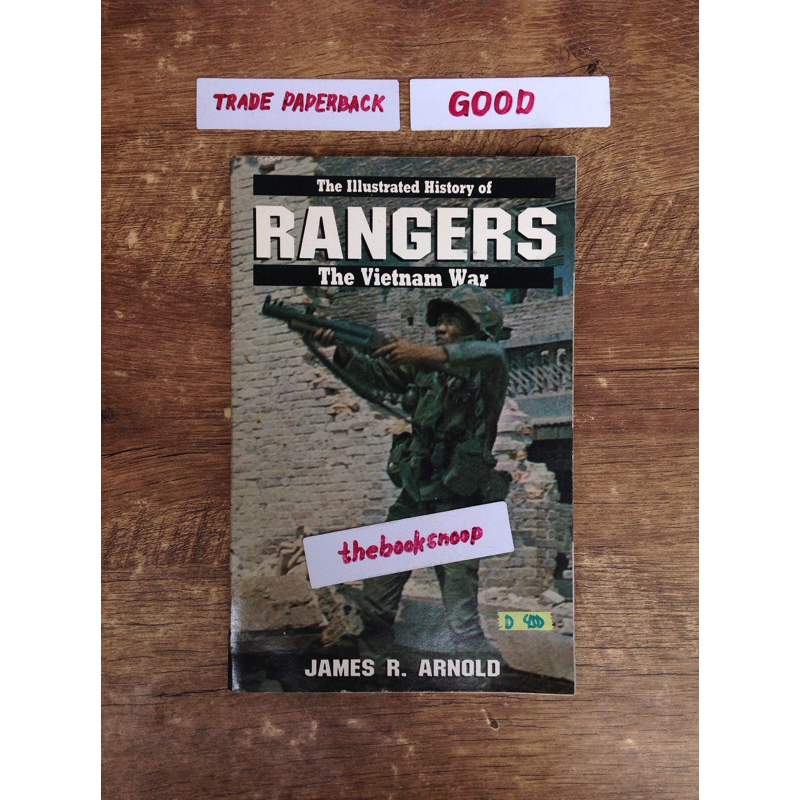 TRADE PAPERBACK
GOOD
The Illustrated History of
RANGERS
The Vietnam War
thebooksnoop
D 400
JAMES R. ARNOLD